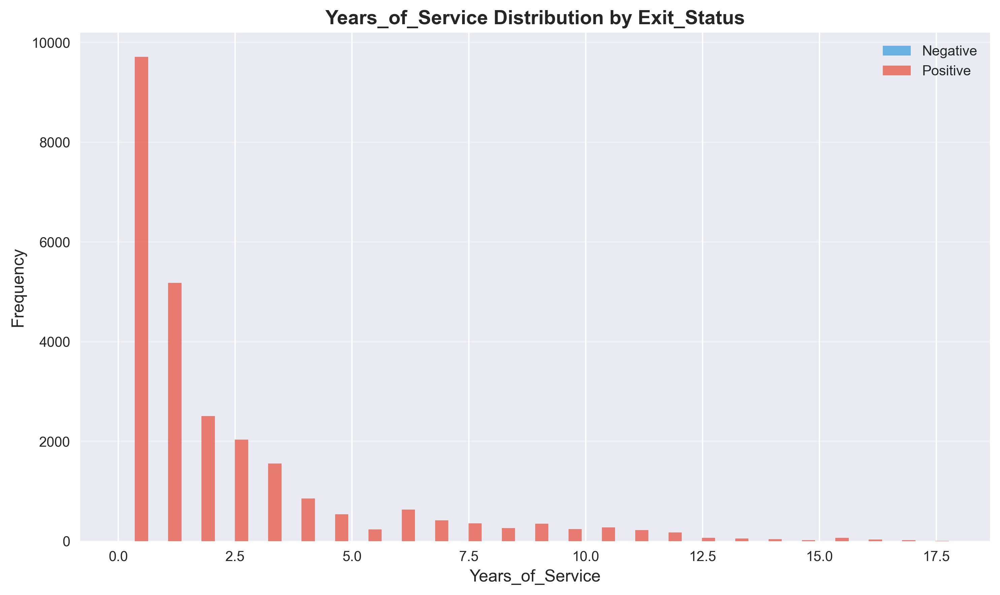 Years_of_Service Distribution by Exit_Status
Negative
Positive
Frequency
10000
8000
6000
4000
2000
0
0.0 2.5 5.0 7.5 10.0 12.5 15.0 17.5
Years_of_Service